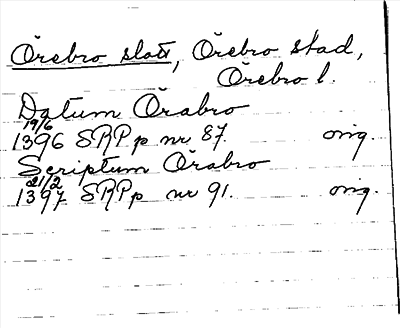 Örebro slott, Örebro stad,
Örebro l.
Datum Örabro
19/6
1396 SRPp nr 87. orig.
Scriptum Örabro
21/2
1397 SRPp nr 91. orig.